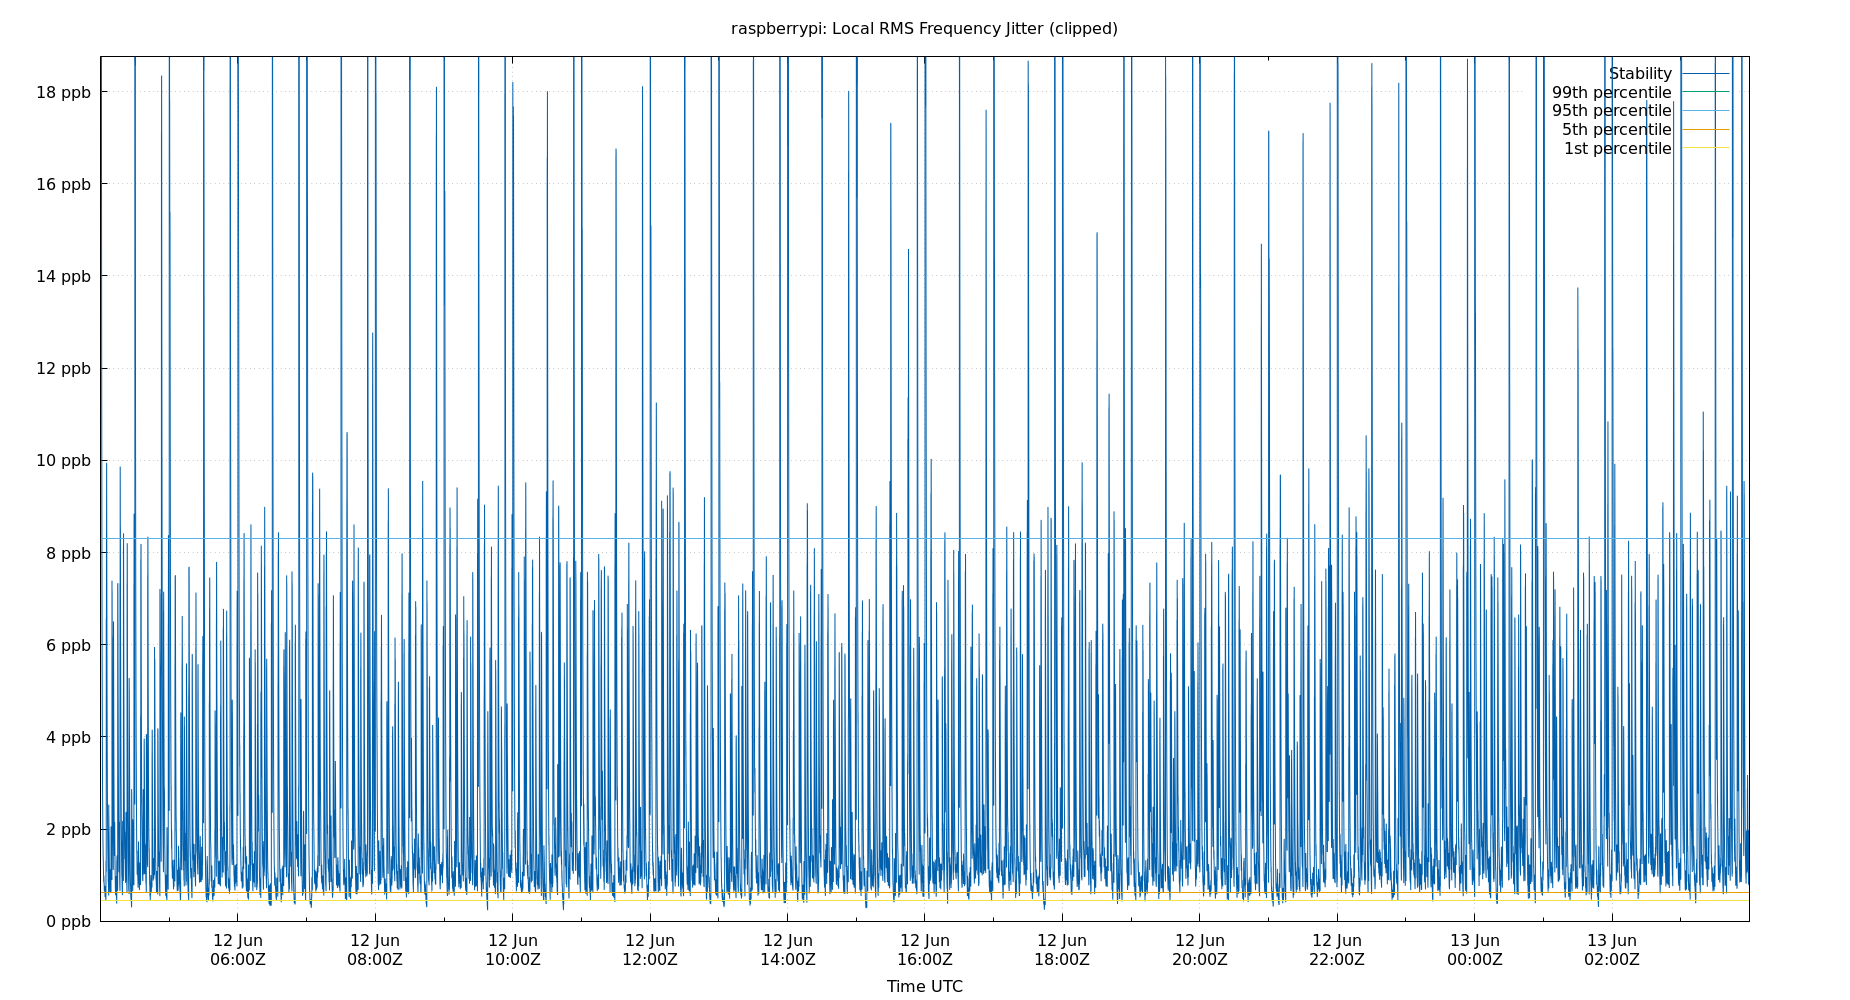 raspberrypi: Local RMS Frequency Jitter (clipped)
Stability
99th percentile
95th percentile
5th percentile
1st percentile
18 ppb
16 ppb
14 ppb
12 ppb
10 ppb
8 ppb
6 ppb
4 ppb
2 ppb
0 ppb
12 Jun 12 Jun 12 Jun 12 Jun 12 Jun 12 Jun 12 Jun 12 Jun 12 Jun 13 Jun 13 Jun
06:00Z 08:00Z 10:00Z 12:00Z 14:00Z 16:00Z 18:00Z 20:00Z 22:00Z 00:00Z 02:00Z
Time UTC